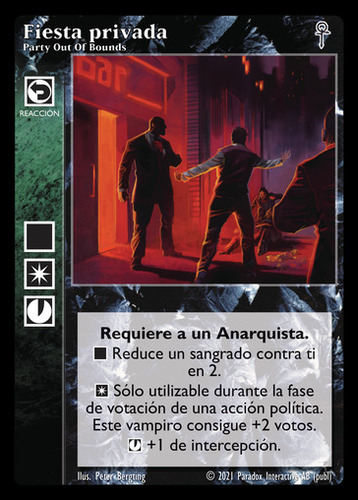 Fiesta privada
Party Out Of Bounds
REACCIÓN
Bar
Requiere a un Anarquista.
Reduce un sangrado contra ti
en 2.
Sólo utilizable durante la fase
de votación de una acción política.
Este vampiro consigue +2 votos.
+1 de intercepción.
Ilus. Peter Bergting © 2021 Paradox Interactive AB (publ)